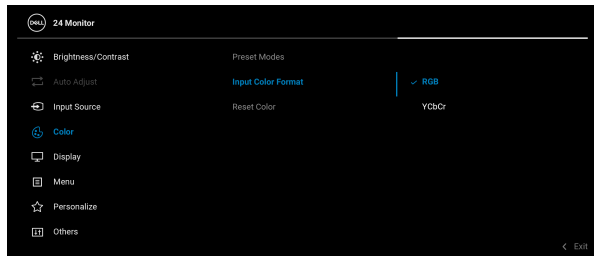 DELL 24 Monitor
Brightness/Contrast Preset Modes
Auto Adjust Input Color Format RGB
Input Source Reset Color YCbCr
Color
Display
Menu
Personalize
Others
Exit